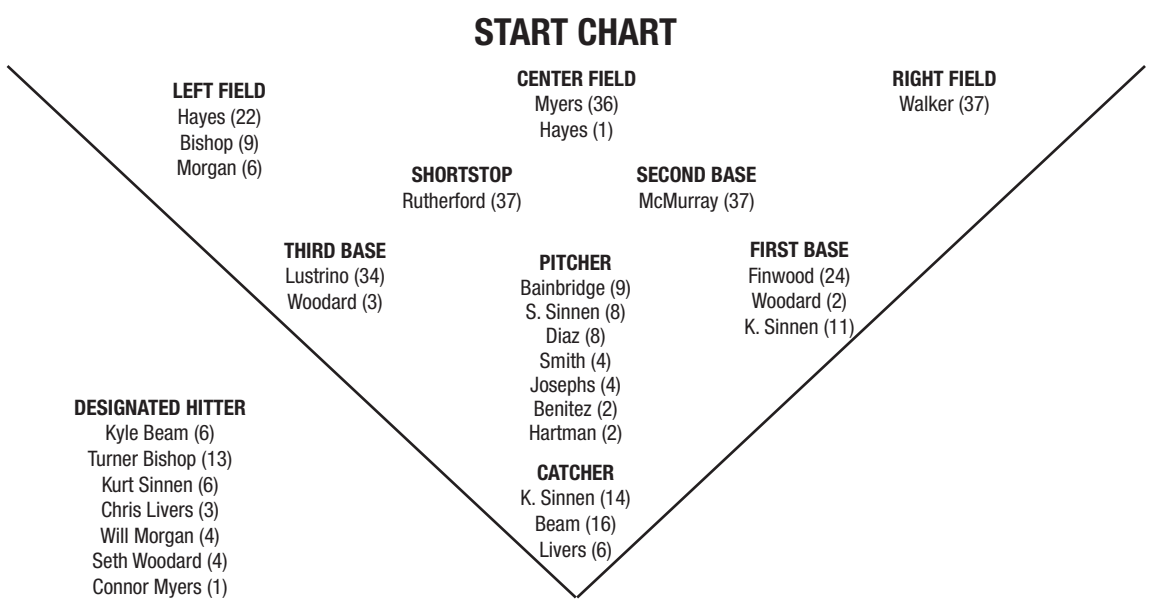 START CHART
LEFT FIELD
Hayes (22)
Bishop (9)
Morgan (6)
CENTER FIELD
Myers (36)
Hayes (1)
RIGHT FIELD
Walker (37)
SHORTSTOP
Rutherford (37)
SECOND BASE
McMurray (37)
THIRD BASE
Lustrino (34)
Woodard (3)
PITCHER
Bainbridge (9)
S. Sinnen (8)
Diaz (8)
Smith (4)
Josephs (4)
Benitez (2)
Hartman (2)
FIRST BASE
Finwood (24)
Woodard (2)
K. Sinnen (11)
DESIGNATED HITTER
Kyle Beam (6)
Turner Bishop (13)
Kurt Sinnen (6)
Chris Livers (3)
Will Morgan (4)
Seth Woodard (4)
Connor Myers (1)
CATCHER
K. Sinnen (14)
Beam (16)
Livers (6)